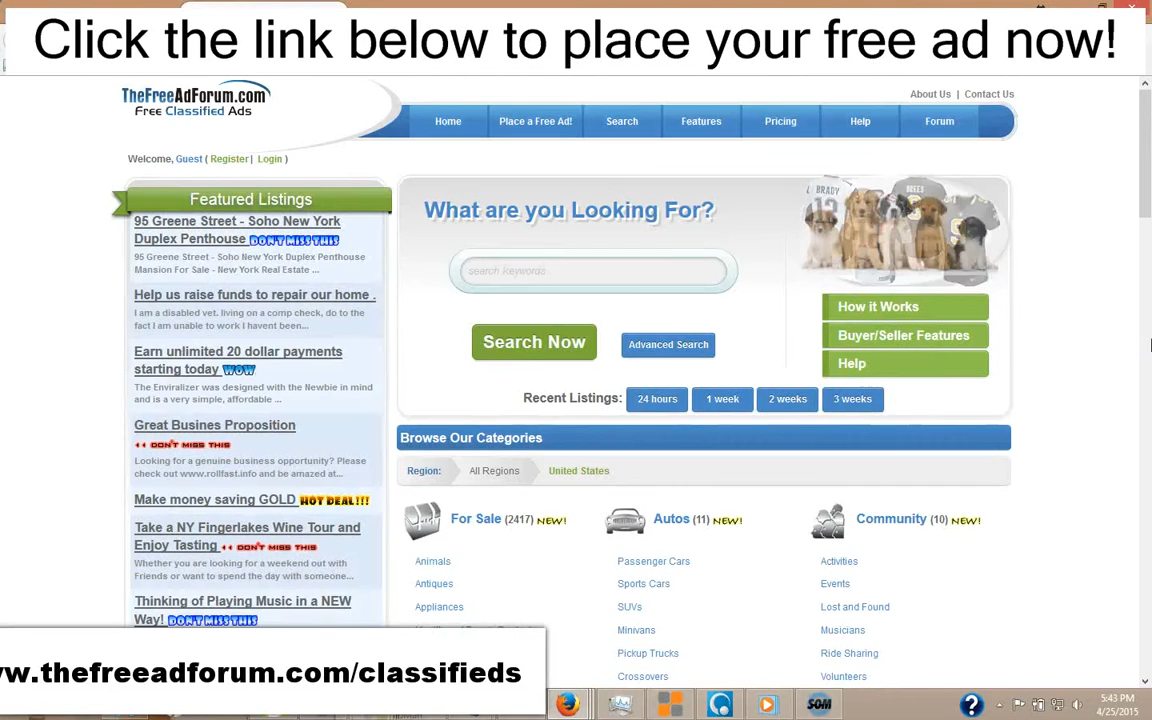 Click the link below to place your free ad now!
TheFreeAdForum.com
Free Classified Ads
About Us | Contact Us
Home Place a Free Ad! Search Features Pricing Help Forum
Welcome, Guest ( Register | Login )
Featured Listings
95 Greene Street - Soho New York
Duplex Penthouse DON'T MISS THIS
95 Greene Street - Soho New York Duplex Penthouse
Mansion For Sale - New York Real Estate ...
Help us raise funds to repair our home .
I am a disabled vet. living on a comp check, do to the
fact I am unable to work I havent been...
Earn unlimited 20 dollar payments
starting today WOW
The Enviralizer was designed with the Newbie in mind
and is a very simple, affordable ...
Great Busines Proposition
DON'T MISS THIS
Looking for a genuine business opportunity? Please
check out www.rollfast.info and be amazed at...
Make money saving GOLD HOT DEAL!!!
Take a NY Fingerlakes Wine Tour and
Enjoy Tasting DON'T MISS THIS
Whether you are looking for a weekend out with
Friends or want to spend the day with someone...
Thinking of Playing Music in a NEW
Way! DON'T MISS THIS
What are you Looking For?
search keywords
Search Now
Advanced Search
BRADY
12
BREES
9
How it Works
Buyer/Seller Features
Help
Recent Listings: 24 hours 1 week 2 weeks 3 weeks
Browse Our Categories
Region: All Regions United States
For Sale (2417) NEW!
Animals
Antiques
Appliances
Autos (11) NEW!
Passenger Cars
Sports Cars
SUVs
Minivans
Pickup Trucks
Crossovers
Community (10) NEW!
Activities
Events
Lost and Found
Musicians
Ride Sharing
Volunteers
w.thefreeadforum.com/classifieds
SOM
5:43 PM
4/25/2015